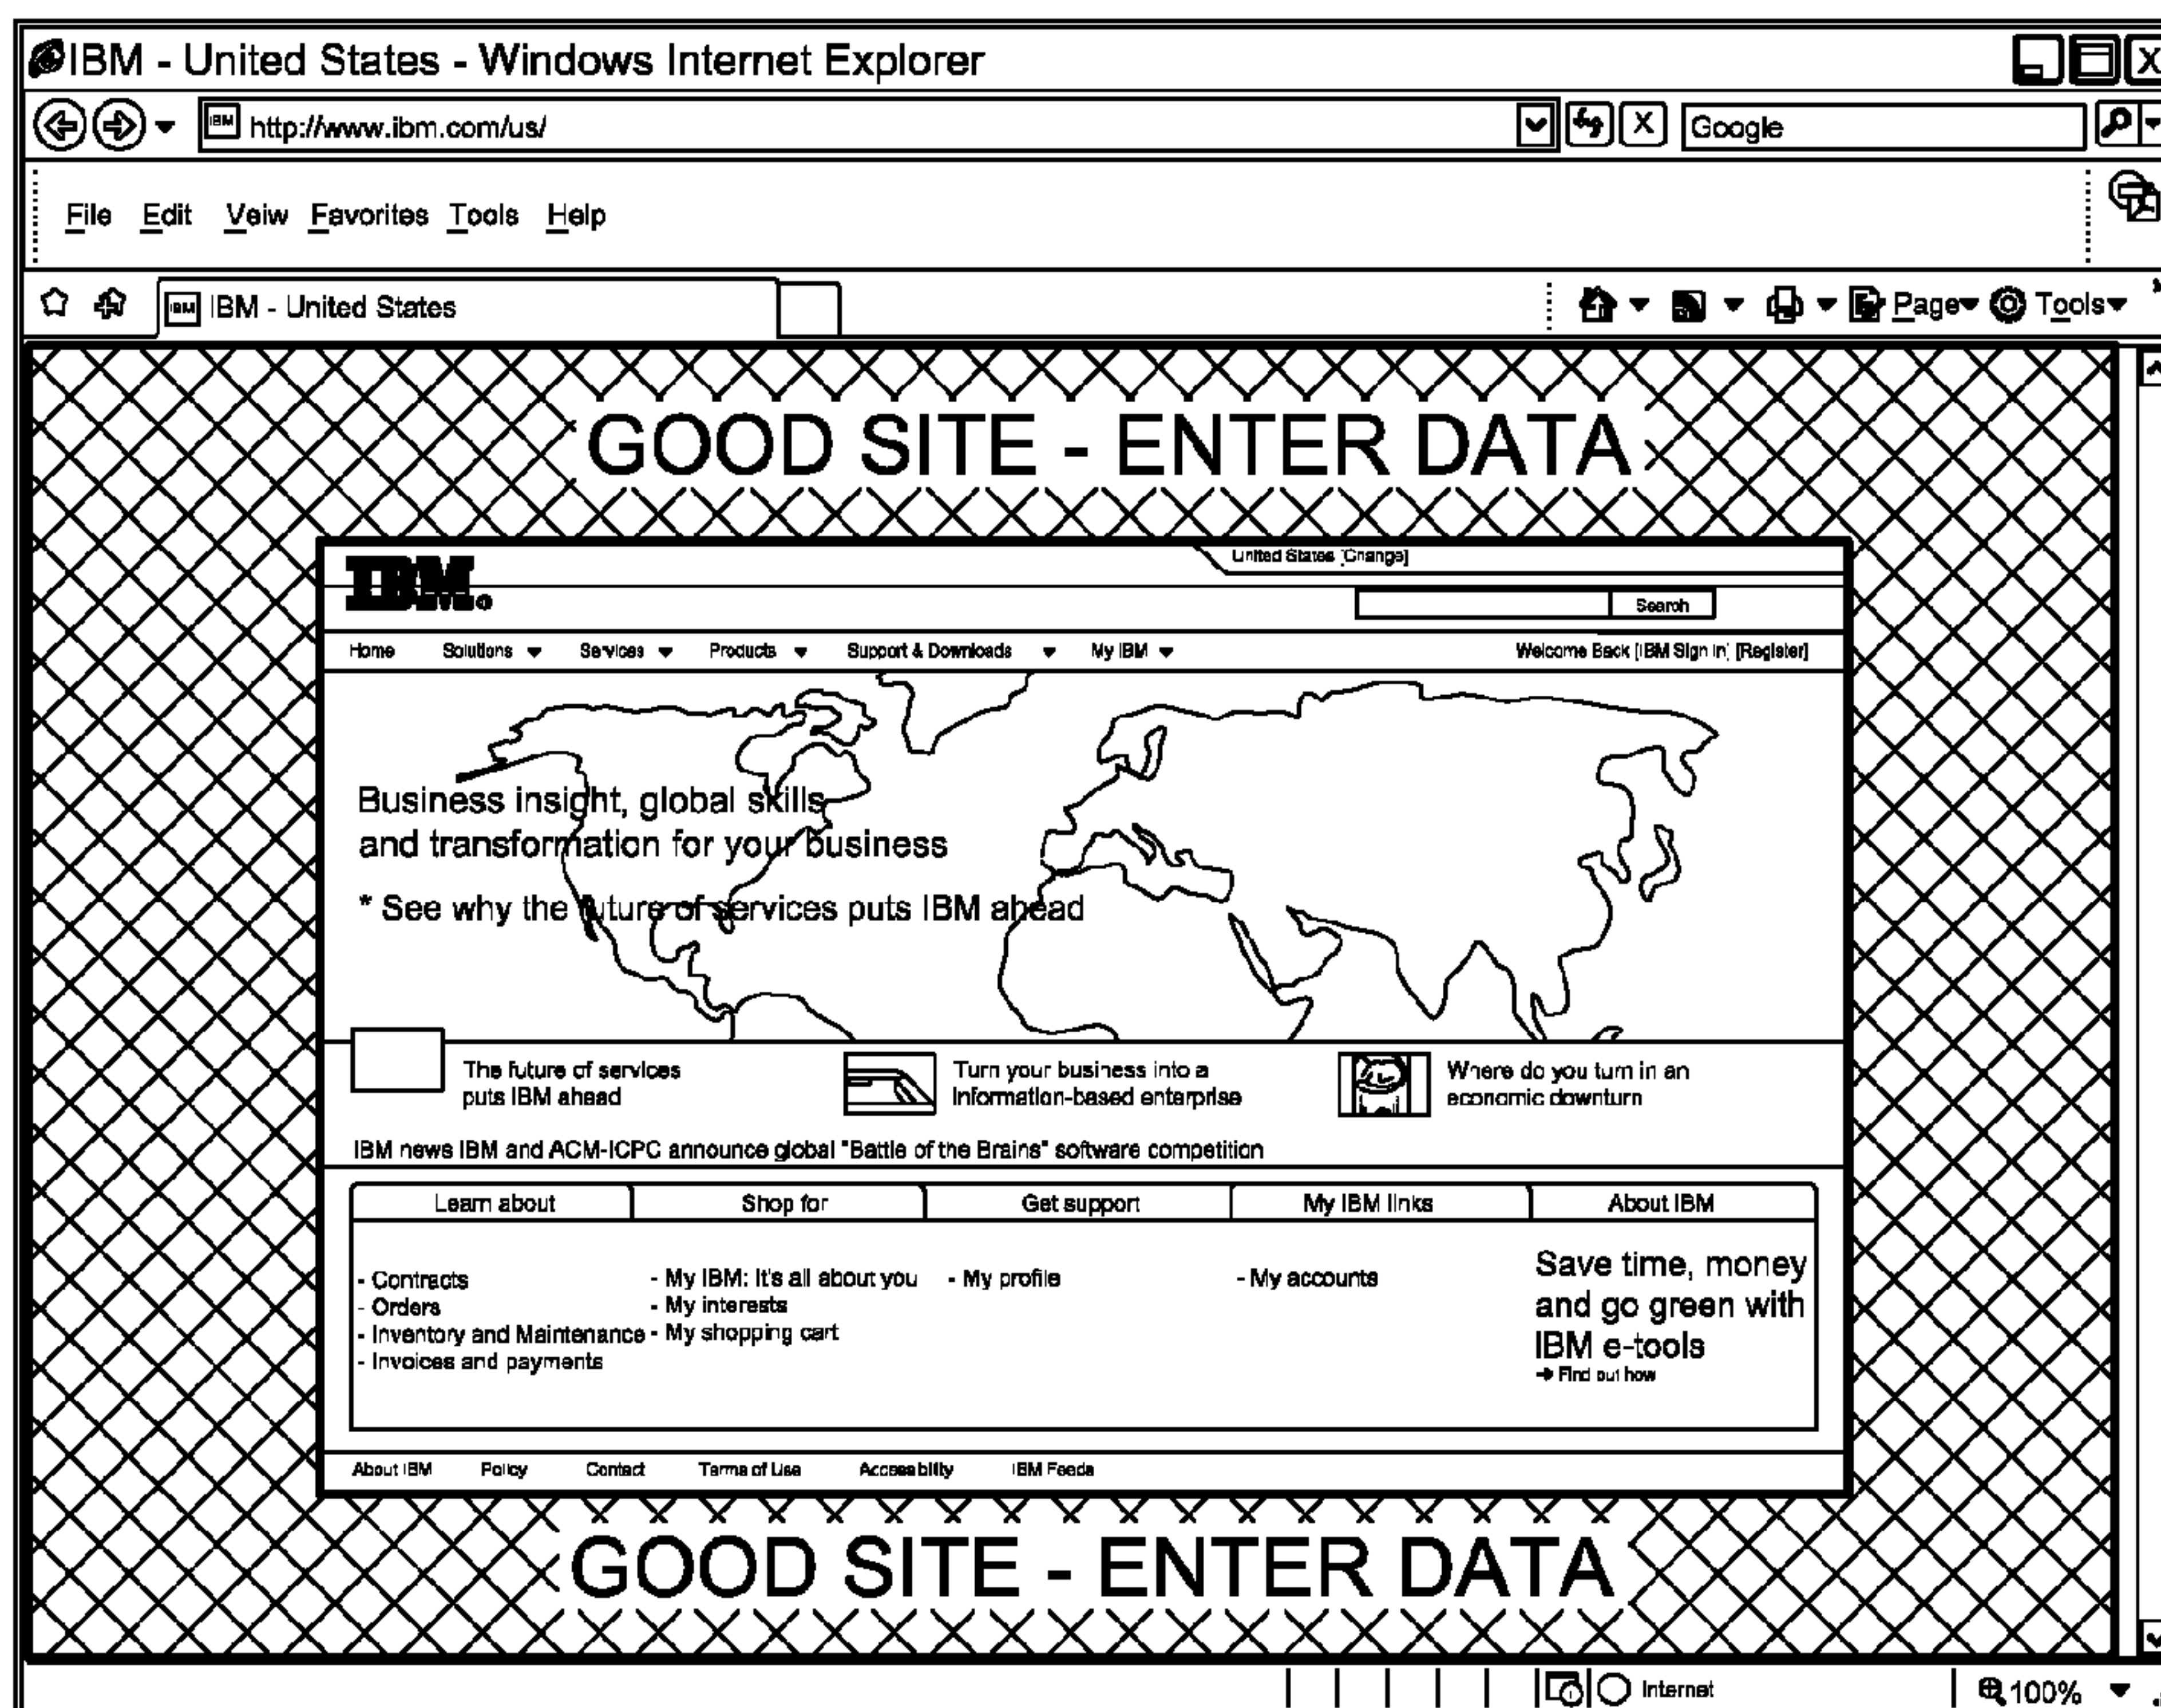 IBM - United States - Windows Internet Explorer
X
IBM http://www.ibm.com/us/ X Google
File Edit Veiw Favorites Tools Help
IBM IBM - United States Page Tools
GOOD SITE - ENTER DATA
United States [Change]
IBM®
Search
Home Solutions Services Products Support & Downloads My IBM Welcome Back [IBM Sign In] [Register]
Business insight, global skills
and transformation for your business
* See why the future of services puts IBM ahead
The future of services
puts IBM ahead
Turn your business into a
Information-based enterprise
Where do you turn in an
economic downturn
IBM news IBM and ACM-ICPC announce global "Battle of the Brains" software competition
Learn about Shop for Get support My IBM links About IBM
- Contracts
- Orders
- Inventory and Maintenance
- Invoices and payments
- My IBM: It's all about you
- My interests
- My shopping cart
- My profile
- My accounts
Save time, money
and go green with
IBM e-tools
Find out how
About IBM Policy Contact Terms of Use Accessability IBM Feeds
GOOD SITE - ENTER DATA
Internet 100%